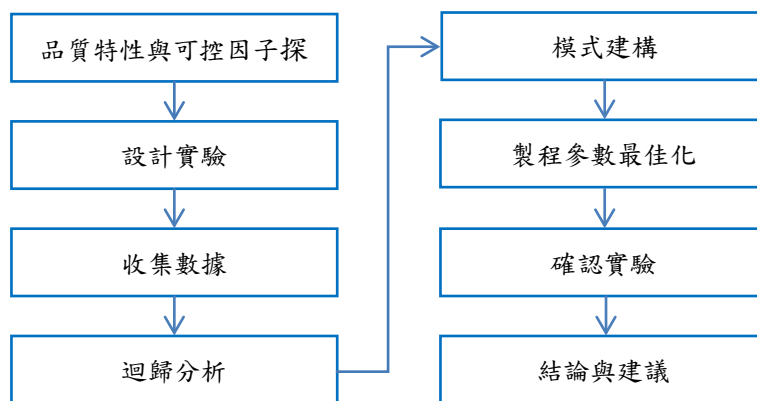 品質特性與可控因子探
設計實驗
收集數據
迴歸分析
模式建構
製程參數最佳化
確認實驗
結論與建議